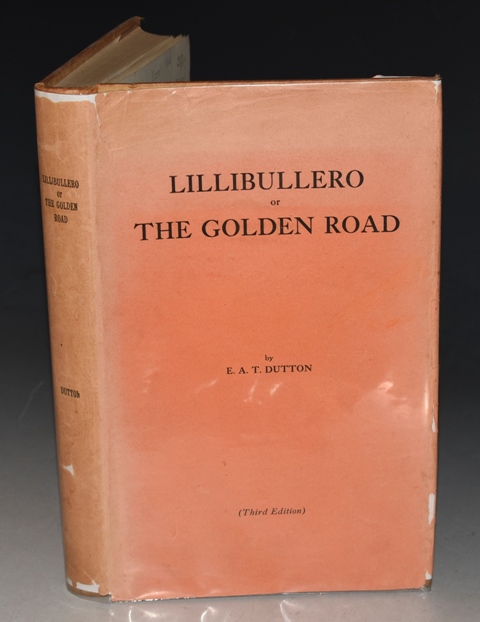 LILLIBULLERO
or
THE GOLDEN
ROAD
DUTTON
LILLIBULLERO
or
THE GOLDEN ROAD
by
E. A. T. DUTTON
(Third Edition)